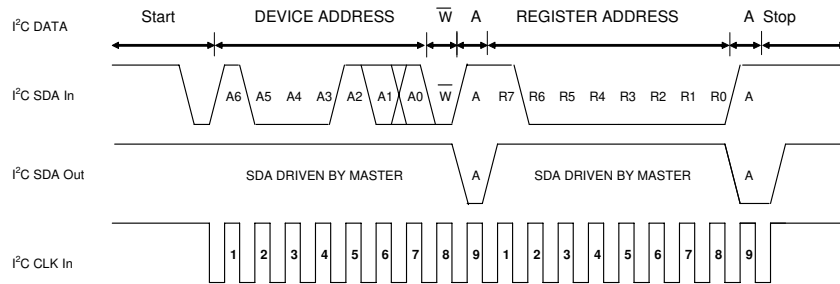 I²C DATA Start DEVICE ADDRESS W̅ A REGISTER ADDRESS A Stop
I²C SDA In A6 A5 A4 A3 A2 A1 A0 W̅ A R7 R6 R5 R4 R3 R2 R1 R0 A
I²C SDA Out SDA DRIVEN BY MASTER A SDA DRIVEN BY MASTER A
I²C CLK In 1 2 3 4 5 6 7 8 9 1 2 3 4 5 6 7 8 9